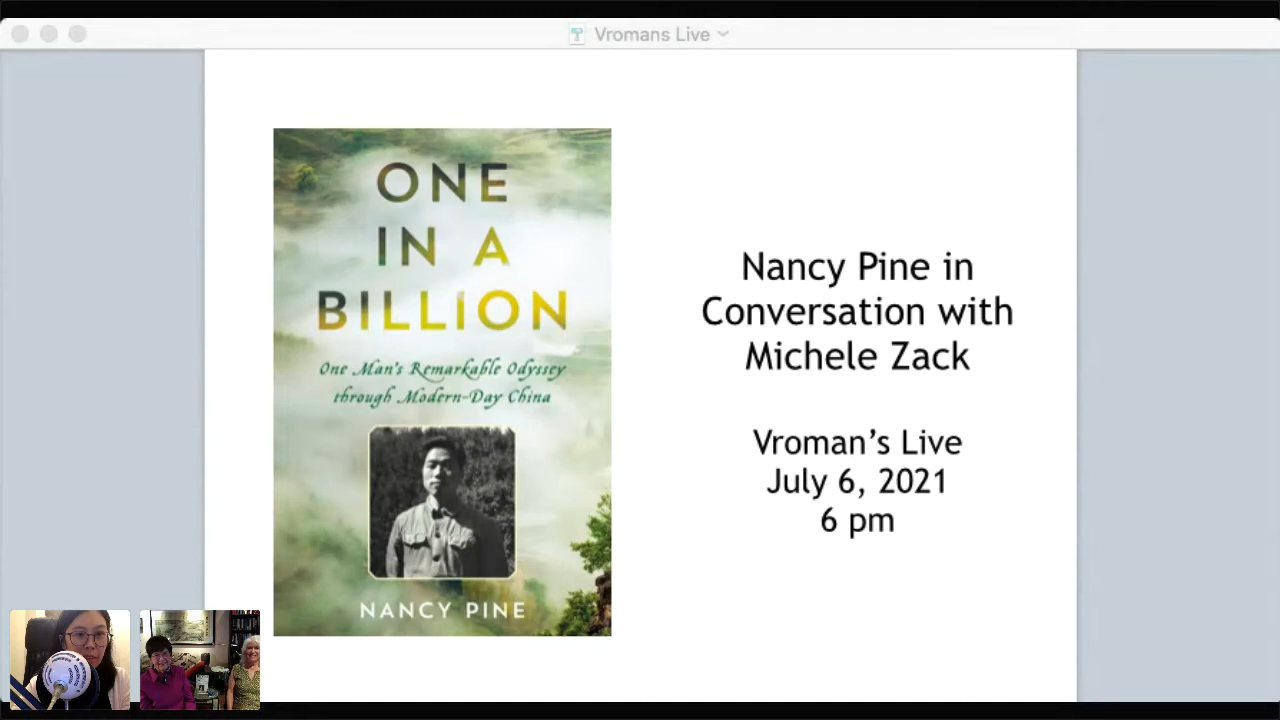 Vromans Live
ONE
IN A
BILLION
One Man's Remarkable Odyssey
through Modern-Day China
NANCY PINE
Nancy Pine in
Conversation with
Michele Zack
Vroman's Live
July 6, 2021
6 pm